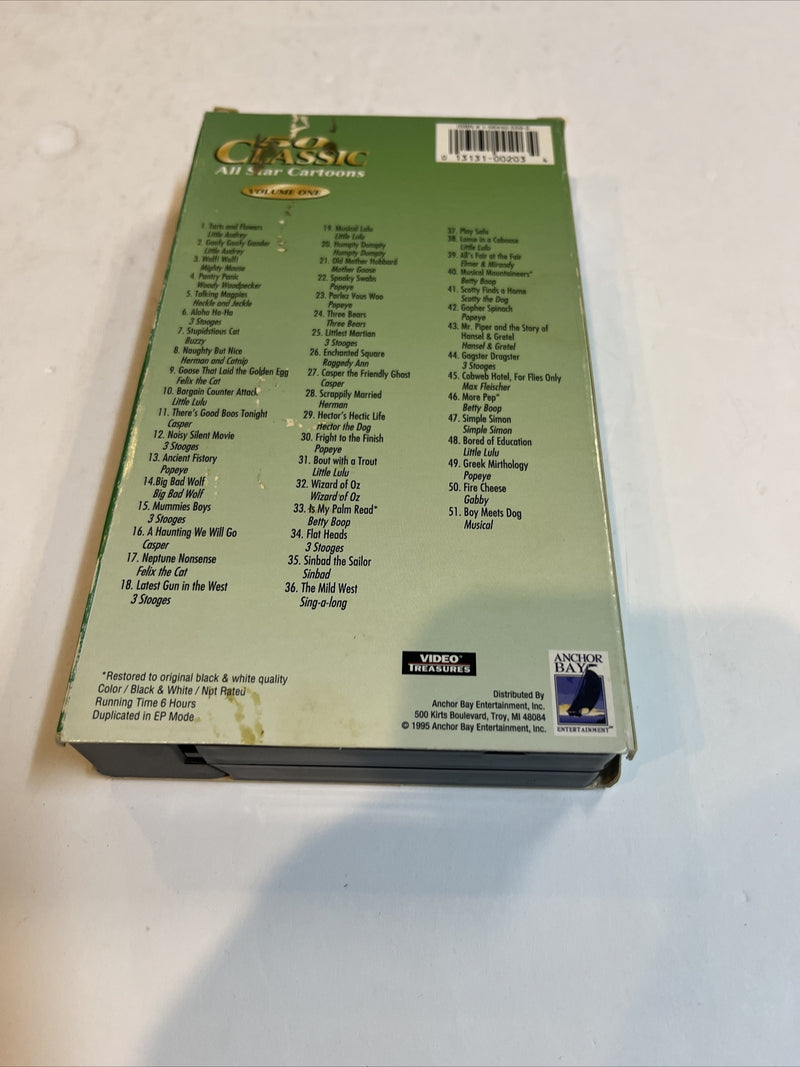 50
CLASSIC
All Star Cartoons
VOLUME ONE
0 13131-00203 4
1. Tarts and Flowers
Little Audrey
2. Goofy Goofy Gander
Little Audrey
3. Wolf! Wolf!
Mighty Mouse
4. Pantry Panic
Woody Woodpecker
5. Talking Magpies
Heckle and Jeckle
6. Aloha Ha-Ha
3 Stooges
7. Stupidstious Cat
Buzzy
8. Naughty But Nice
Herman and Catnip
9. Goose That Laid the Golden Egg
Felix the Cat
10. Bargain Counter Attack
Little Lulu
11. There's Good Boos Tonight
Casper
12. Noisy Silent Movie
3 Stooges
13. Ancient Fistory
Popeye
14.Big Bad Wolf
Big Bad Wolf
15. Mummies Boys
3 Stooges
16. A Haunting We Will Go
Casper
17. Neptune Nonsense
Felix the Cat
18. Latest Gun in the West
3 Stooges
19. Musical Lulu
Little Lulu
20. Humpty Dumpty
Humpty Dumpty
21. Old Mother Hubbard
Mother Goose
22. Spooky Swabs
Popeye
23. Parlez Vous Woo
Popeye
24. Three Bears
Three Bears
25. Littlest Martian
3 Stooges
26. Enchanted Square
Raggedy Ann
27. Casper the Friendly Ghost
Casper
28. Scrappily Married
Herman
29. Hector's Hectic Life
Hector the Dog
30. Fright to the Finish
Popeye
31. Bout with a Trout
Little Lulu
32. Wizard of Oz
Wizard of Oz
33. Is My Palm Read*
Betty Boop
34. Flat Heads
3 Stooges
35. Sinbad the Sailor
Sinbad
36. The Mild West
Sing-a-long
37. Play Safe
38. Loose in a Caboose
Little Lulu
39. All's Fair at the Fair
Elmer & Mirandy
40. Musical Mountaineers*
Betty Boop
41. Scotty Finds a Home
Scotty the Dog
42. Gopher Spinach
Popeye
43. Mr. Piper and the Story of
Hansel & Gretel
Hansel & Gretel
44. Gagster Dragster
3 Stooges
45. Cobweb Hotel, For Flies Only
Max Fleischer
46. More Pep*
Betty Boop
47. Simple Simon
Simple Simon
48. Bored of Education
Little Lulu
49. Greek Mirthology
Popeye
50. Fire Cheese
Gabby
51. Boy Meets Dog
Musical
*Restored to original black & white quality
Color / Black & White / Not Rated
Running Time 6 Hours
Duplicated in EP Mode
VIDEO
TREASURES
Distributed By
Anchor Bay Entertainment, Inc.
500 Kirts Boulevard, Troy, MI 48084
© 1995 Anchor Bay Entertainment, Inc.
ANCHOR
BAY
ENTERTAINMENT